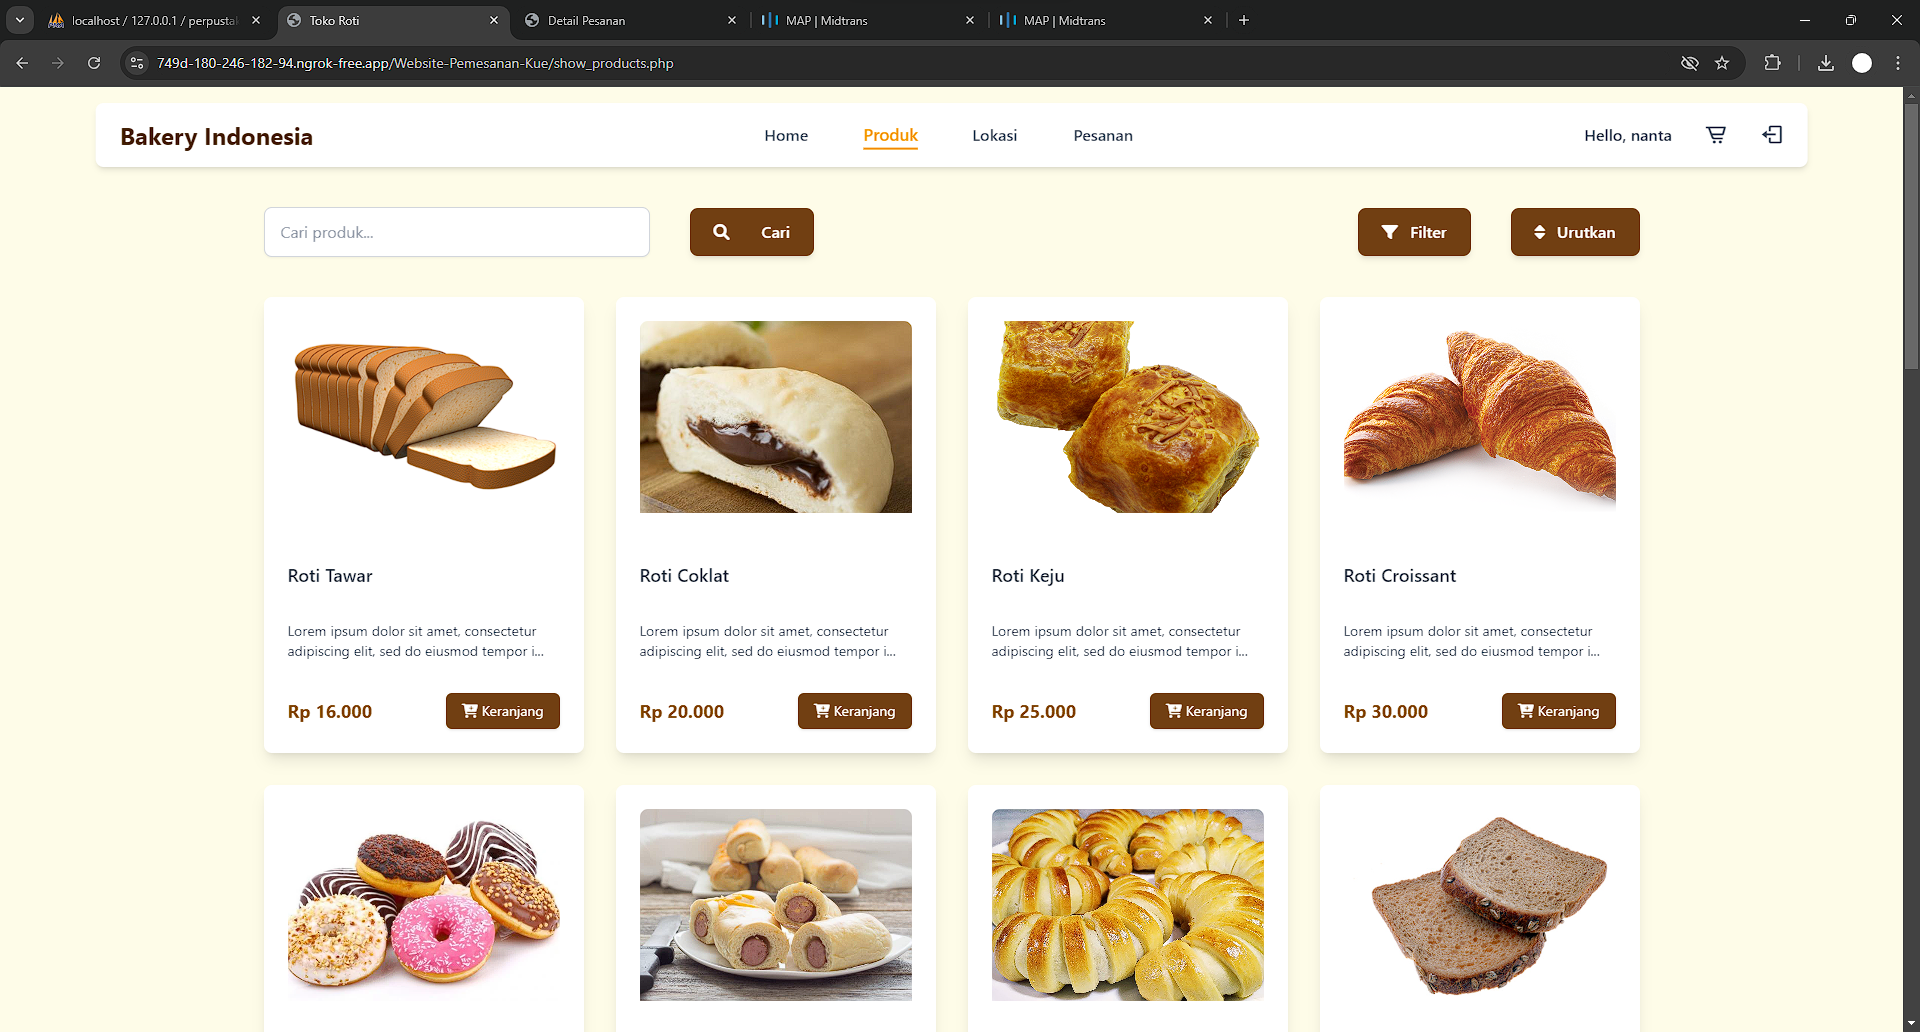 localhost / 127.0.0.1 / perpusta
Toko Roti
Detail Pesanan
MAP | Midtrans
MAP | Midtrans
749d-180-246-182-94.ngrok-free.app/Website-Pemesanan-Kue/show_products.php
Bakery Indonesia
Home
Produk
Lokasi
Pesanan
Hello, nanta
Cari produk...
Cari
Filter
Urutkan
Roti Tawar
Lorem ipsum dolor sit amet, consectetur
adipiscing elit, sed do eiusmod tempor i...
Rp 16.000
Keranjang
Roti Coklat
Lorem ipsum dolor sit amet, consectetur
adipiscing elit, sed do eiusmod tempor i...
Rp 20.000
Keranjang
Roti Keju
Lorem ipsum dolor sit amet, consectetur
adipiscing elit, sed do eiusmod tempor i...
Rp 25.000
Keranjang
Roti Croissant
Lorem ipsum dolor sit amet, consectetur
adipiscing elit, sed do eiusmod tempor i...
Rp 30.000
Keranjang